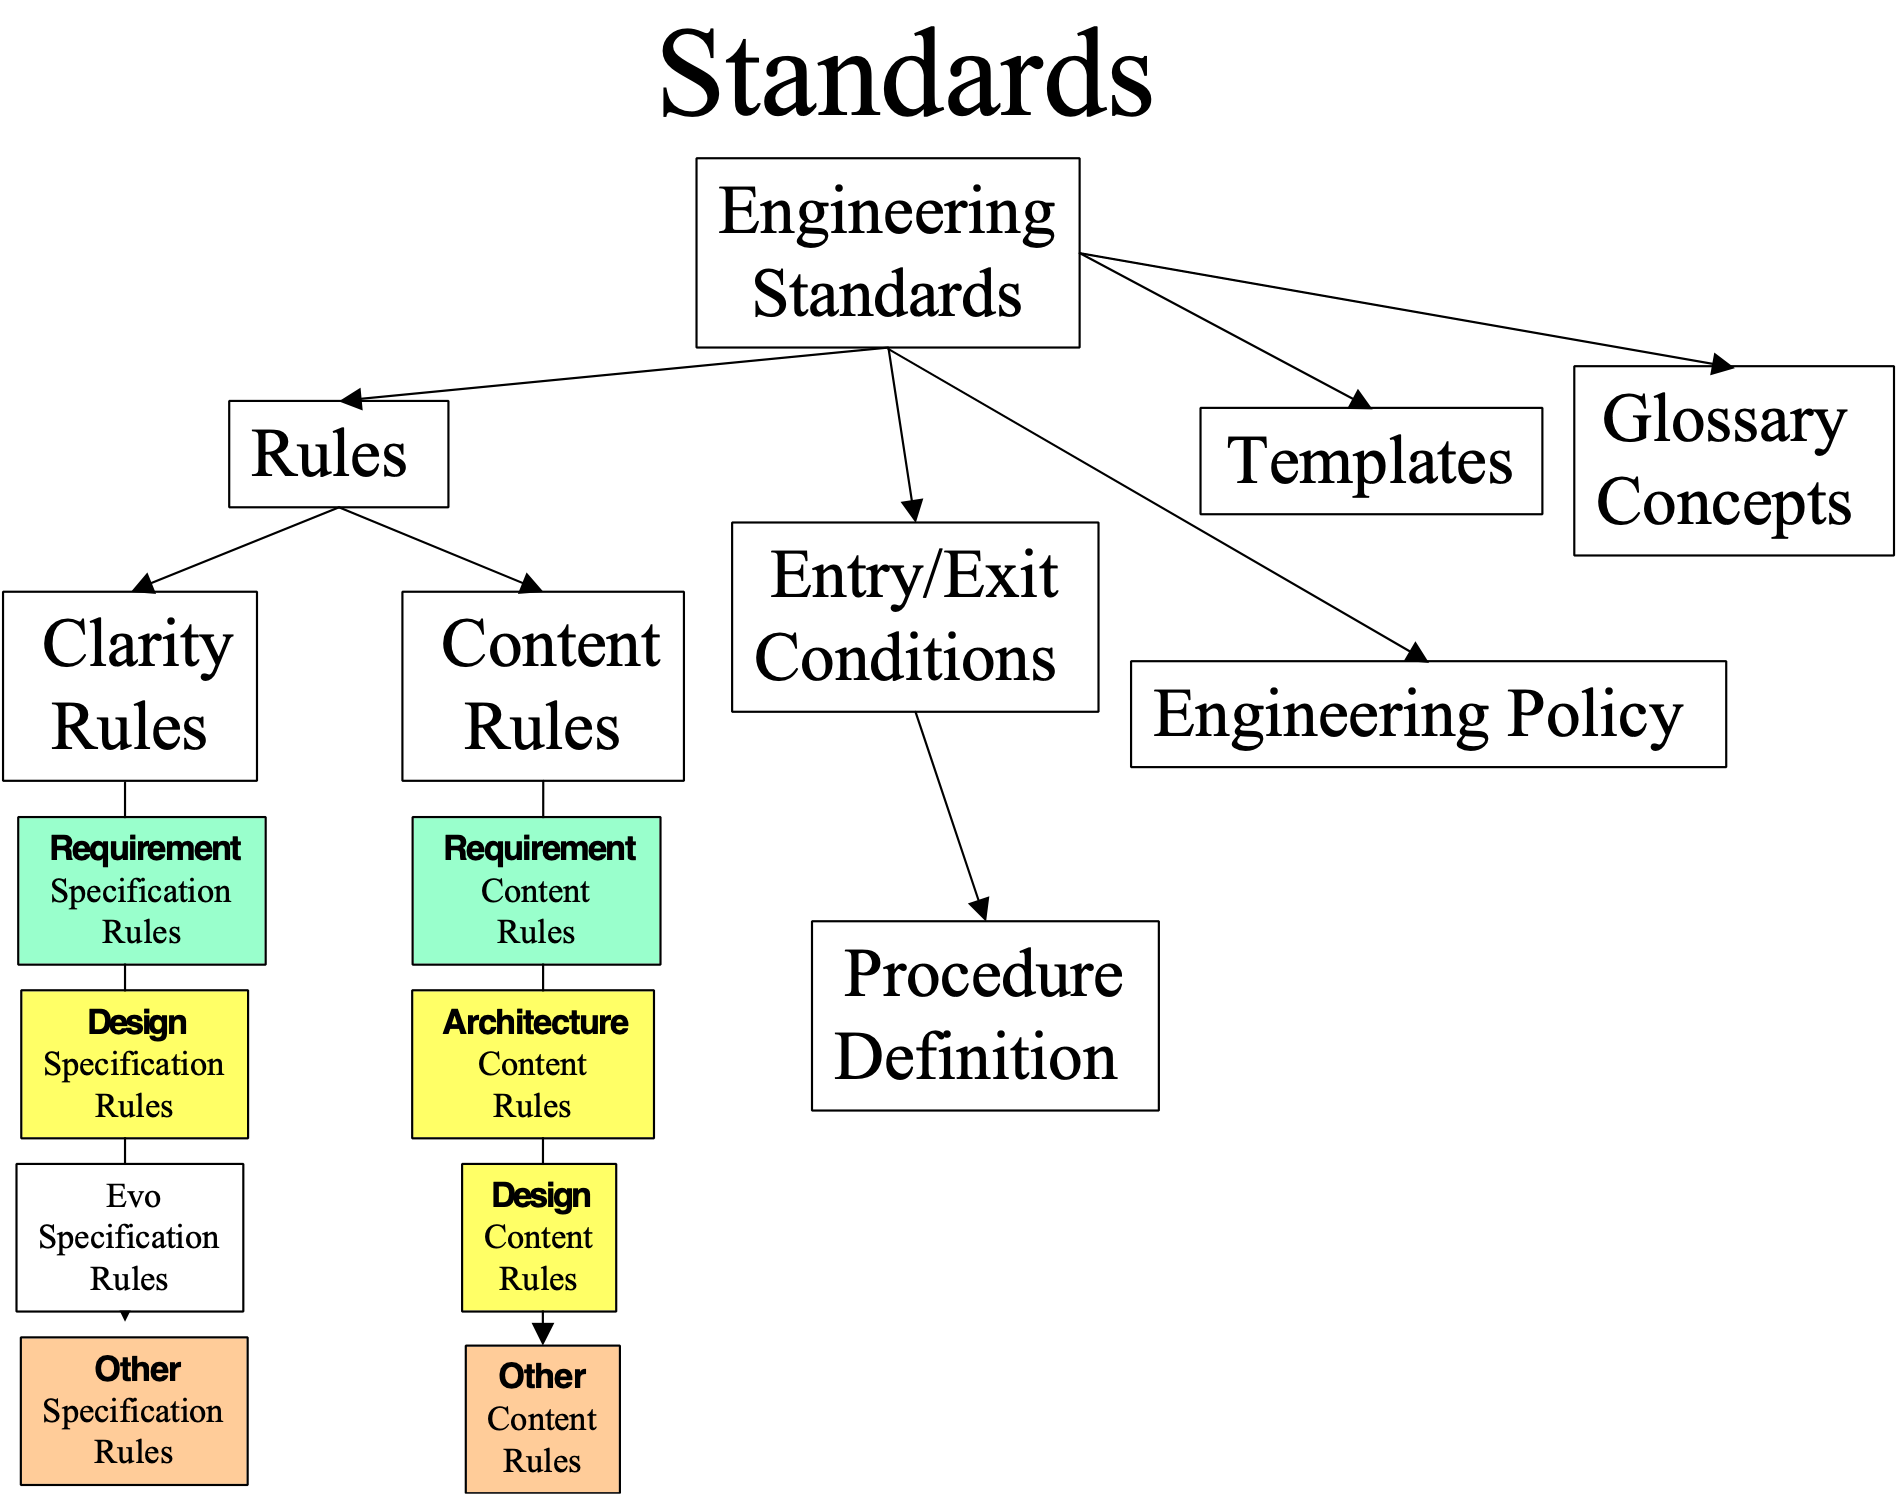 Standards
Engineering
Standards
Rules
Templates
Glossary
Concepts
Clarity
Rules
Content
Rules
Entry/Exit
Conditions
Engineering Policy
Requirement
Specification
Rules
Design
Specification
Rules
Evo
Specification
Rules
Other
Specification
Rules
Requirement
Content
Rules
Architecture
Content
Rules
Design
Content
Rules
Other
Content
Rules
Procedure
Definition